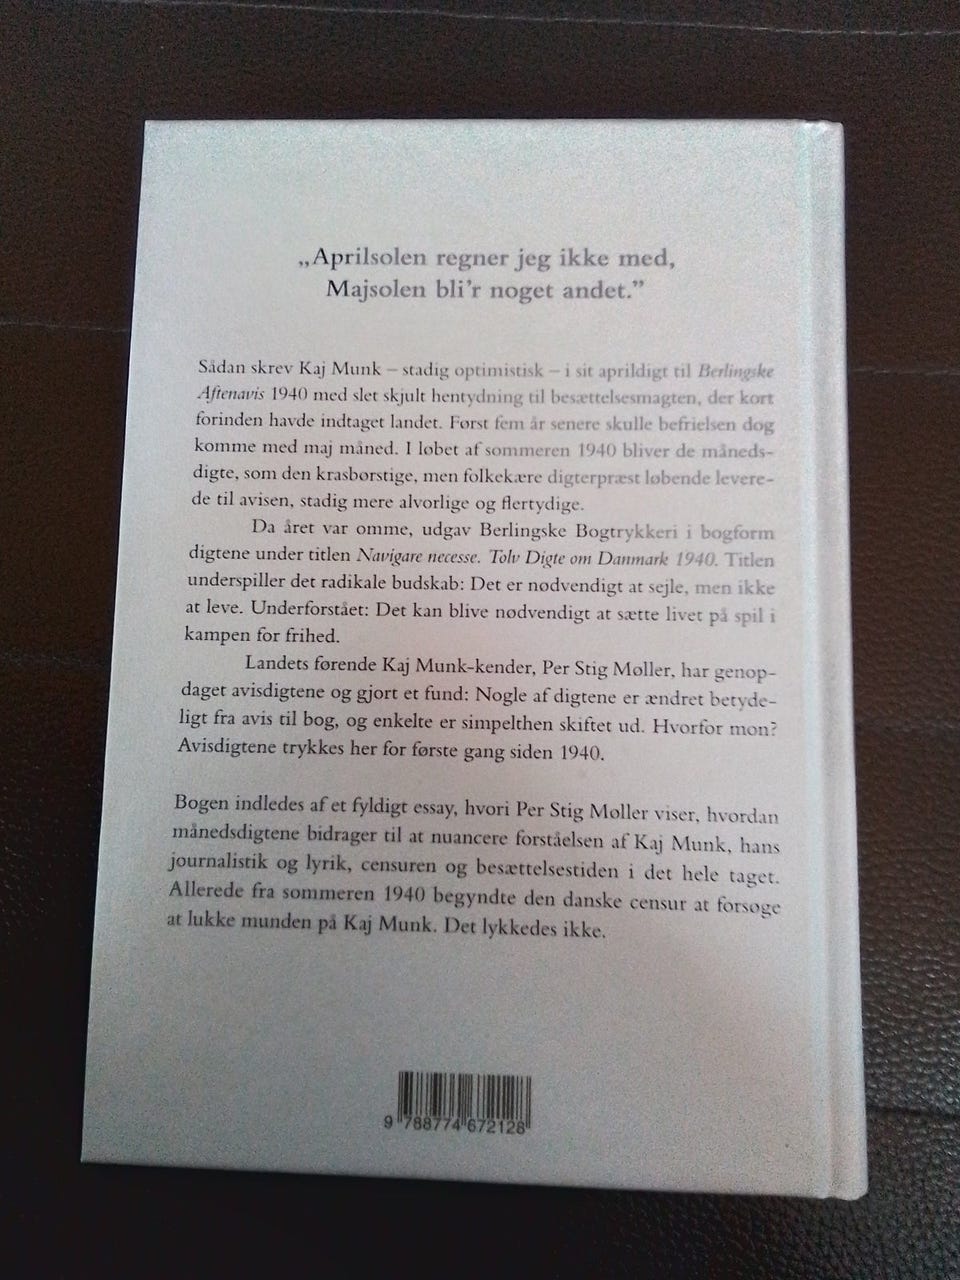 „Aprilsolen regner jeg ikke med,
Majsolen bli’r noget andet.”
Sådan skrev Kaj Munk – stadig optimistisk – i sit aprildigt til Berlingske
Aftenavis 1940 med slet skjult hentydning til besættelsesmagten, der kort
forinden havde indtaget landet. Først fem år senere skulle befrielsen dog
komme med maj måned. I løbet af sommeren 1940 bliver de måneds-
digte, som den krasbørstige, men folkekære digterpræst løbende levere-
de til avisen, stadig mere alvorlige og flertydige.
Da året var omme, udgav Berlingske Bogtrykkeri i bogform
digtene under titlen Navigare necesse. Tolv Digte om Danmark 1940. Titlen
underspiller det radikale budskab: Det er nødvendigt at sejle, men ikke
at leve. Underforstået: Det kan blive nødvendigt at sætte livet på spil i
kampen for frihed.
Landets førende Kaj Munk-kender, Per Stig Møller, har genop-
daget avisdigtene og gjort et fund: Nogle af digtene er ændret betyde-
ligt fra avis til bog, og enkelte er simpelthen skiftet ud. Hvorfor mon?
Avisdigtene trykkes her for første gang siden 1940.
Bogen indledes af et fyldigt essay, hvori Per Stig Møller viser, hvordan
månedsdigtene bidrager til at nuancere forståelsen af Kaj Munk, hans
journalistik og lyrik, censuren og besættelsestiden i det hele taget.
Allerede fra sommeren 1940 begyndte den danske censur at forsøge
at lukke munden på Kaj Munk. Det lykkedes ikke.
9 788774 672128